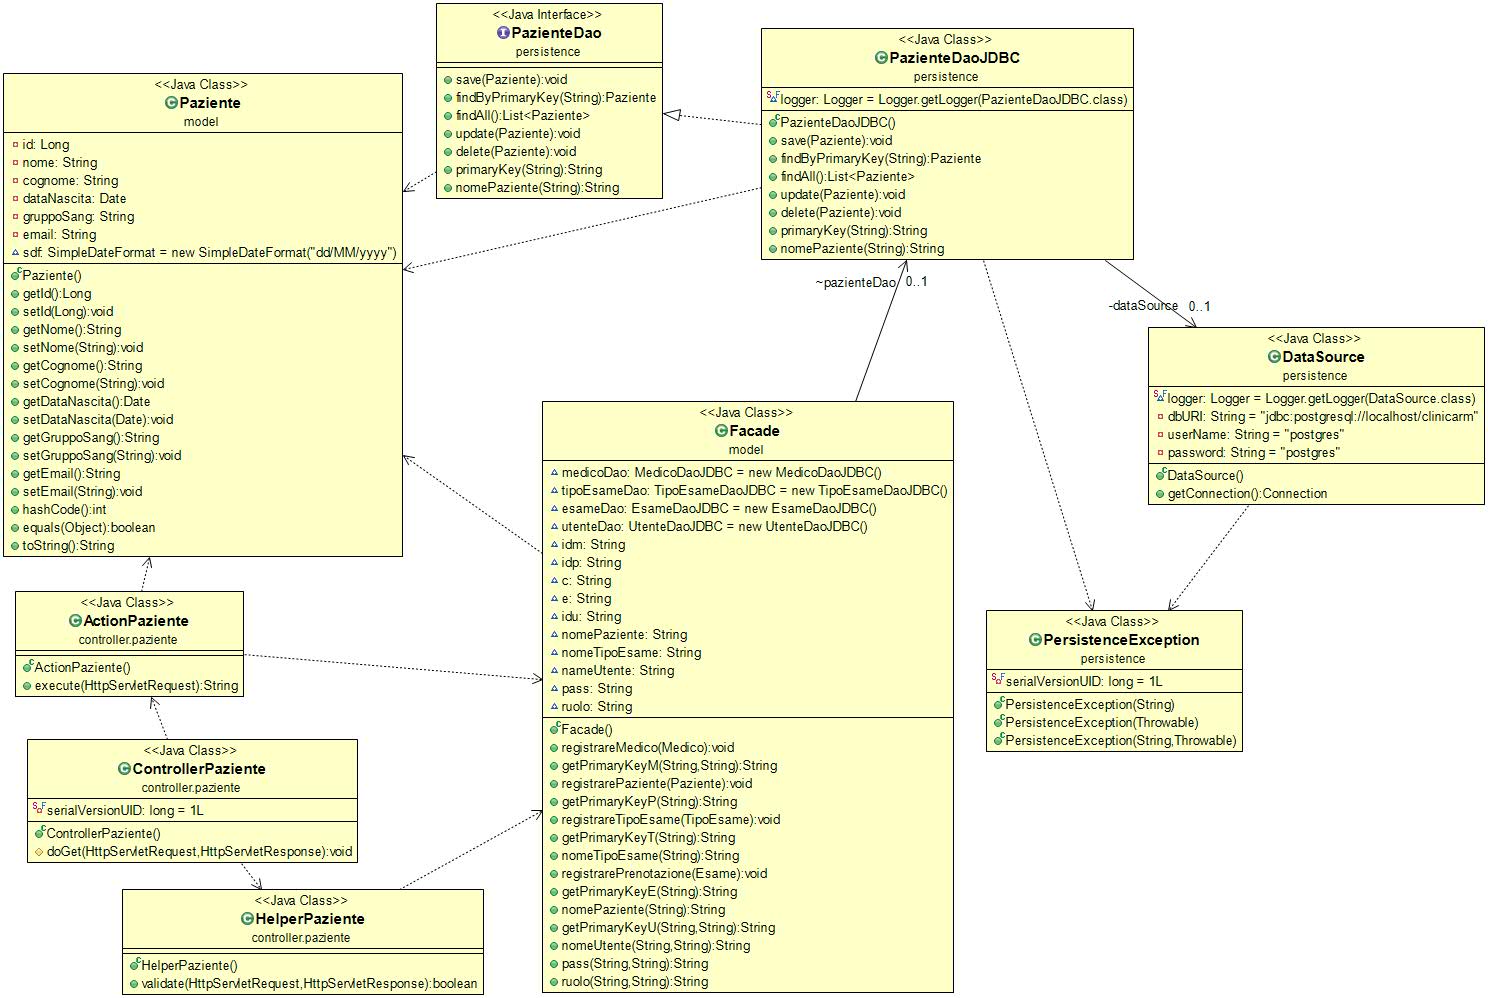 <<Java Interface>>
PazienteDao
persistence
save(Paziente):void
findByPrimaryKey(String):Paziente
findAll():List<Paziente>
update(Paziente):void
delete(Paziente):void
primaryKey(String):String
nomePaziente(String):String
<<Java Class>>
PazienteDaoJDBC
persistence
logger: Logger = Logger.getLogger(PazienteDaoJDBC.class)
PazienteDaoJDBC()
save(Paziente):void
findByPrimaryKey(String):Paziente
findAll():List<Paziente>
update(Paziente):void
delete(Paziente):void
primaryKey(String):String
nomePaziente(String):String
<<Java Class>>
Paziente
model
id: Long
nome: String
cognome: String
dataNascita: Date
gruppoSang: String
email: String
sdf: SimpleDateFormat = new SimpleDateFormat("dd/MM/yyyy")
Paziente()
getId():Long
setId(Long):void
getNome():String
setNome(String):void
getCognome():String
setCognome(String):void
getDataNascita():Date
setDataNascita(Date):void
getGruppoSang():String
setGruppoSang(String):void
getEmail():String
setEmail(String):void
hashCode():int
equals(Object):boolean
toString():String
~pazienteDao 0..1
-dataSource 0..1
<<Java Class>>
DataSource
persistence
logger: Logger = Logger.getLogger(DataSource.class)
dbURI: String = "jdbc:postgresql://localhost/clinicarm"
userName: String = "postgres"
password: String = "postgres"
DataSource()
getConnection():Connection
<<Java Class>>
Facade
model
medicoDao: MedicoDaoJDBC = new MedicoDaoJDBC()
tipoEsameDao: TipoEsameDaoJDBC = new TipoEsameDaoJDBC()
esameDao: EsameDaoJDBC = new EsameDaoJDBC()
utenteDao: UtenteDaoJDBC = new UtenteDaoJDBC()
idm: String
idp: String
c: String
e: String
idu: String
nomePaziente: String
nomeTipoEsame: String
nameUtente: String
pass: String
ruolo: String
Facade()
registrareMedico(Medico):void
getPrimaryKeyM(String,String):String
registrarePaziente(Paziente):void
getPrimaryKeyP(String):String
registrareTipoEsame(TipoEsame):void
getPrimaryKeyT(String):String
nomeTipoEsame(String):String
registrarePrenotazione(Esame):void
getPrimaryKeyE(String):String
nomePaziente(String):String
getPrimaryKeyU(String,String):String
nomeUtente(String,String):String
pass(String,String):String
ruolo(String,String):String
<<Java Class>>
PersistenceException
persistence
serialVersionUID: long = 1L
PersistenceException(String)
PersistenceException(Throwable)
PersistenceException(String,Throwable)
<<Java Class>>
ActionPaziente
controller.paziente
ActionPaziente()
execute(HttpServletRequest):String
<<Java Class>>
ControllerPaziente
controller.paziente
serialVersionUID: long = 1L
ControllerPaziente()
doGet(HttpServletRequest,HttpServletResponse):void
<<Java Class>>
HelperPaziente
controller.paziente
HelperPaziente()
validate(HttpServletRequest,HttpServletResponse):boolean